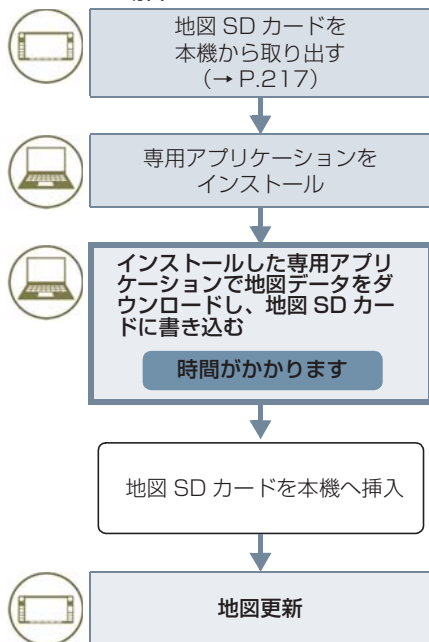 地図 SD カードを
本機から取り出す
（→ P.217）
専用アプリケーションを
インストール
インストールした専用アプリ
ケーションで地図データをダ
ウンロードし、地図 SD カー
ドに書き込む
時間がかかります
地図 SD カードを本機へ挿入
地図更新